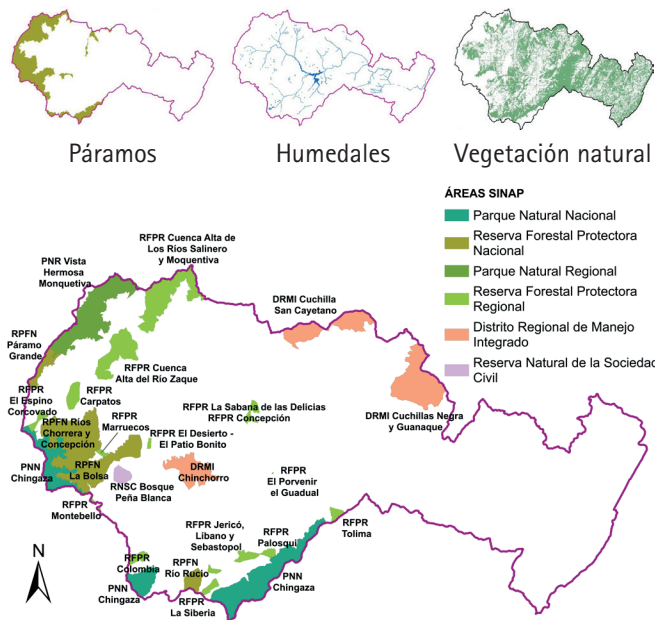 Páramos
Humedales
Vegetación natural
ÁREAS SINAP
Parque Natural Nacional
Reserva Forestal Protectora
Nacional
Parque Natural Regional
Reserva Forestal Protectora
Regional
Distrito Regional de Manejo
Integrado
Reserva Natural de la Sociedad
Civil
RFPR Cuenca Alta de
Los Ríos Salinero
y Moquentiva
PNR Vista
Hermosa
Monquetiva
DRMI Cuchilla
San Cayetano
RPFN
Páramo
Grande
RFPR Cuenca
Alta del Río Zaque
RFPR
El Espino
Corcovado
RFPR
Carpatos
RFPR
Marruecos
RFPR La Sabana de las Delicias
RFPR Concepción
DRMI Cuchillas Negra
y Guanaque
RPFN Ríos
Chorrera y
Concepción
RFPR El Desierto -
El Patio Bonito
PNN
Chingaza
RPFN
La Bolsa
RNSC Bosque
Peña Blanca
DRMI
Chinchorro
RFPR
El Porvenir
el Guadual
RFPR
Montebello
RFPR Jericó,
Líbano y
Sebastopol
RFPR
Palosqui
RFPR
Tolima
N
RFPR
Colombia
RPFN
Río Rucio
PNN
Chingaza
PNN
Chingaza
RFPR
La Siberia